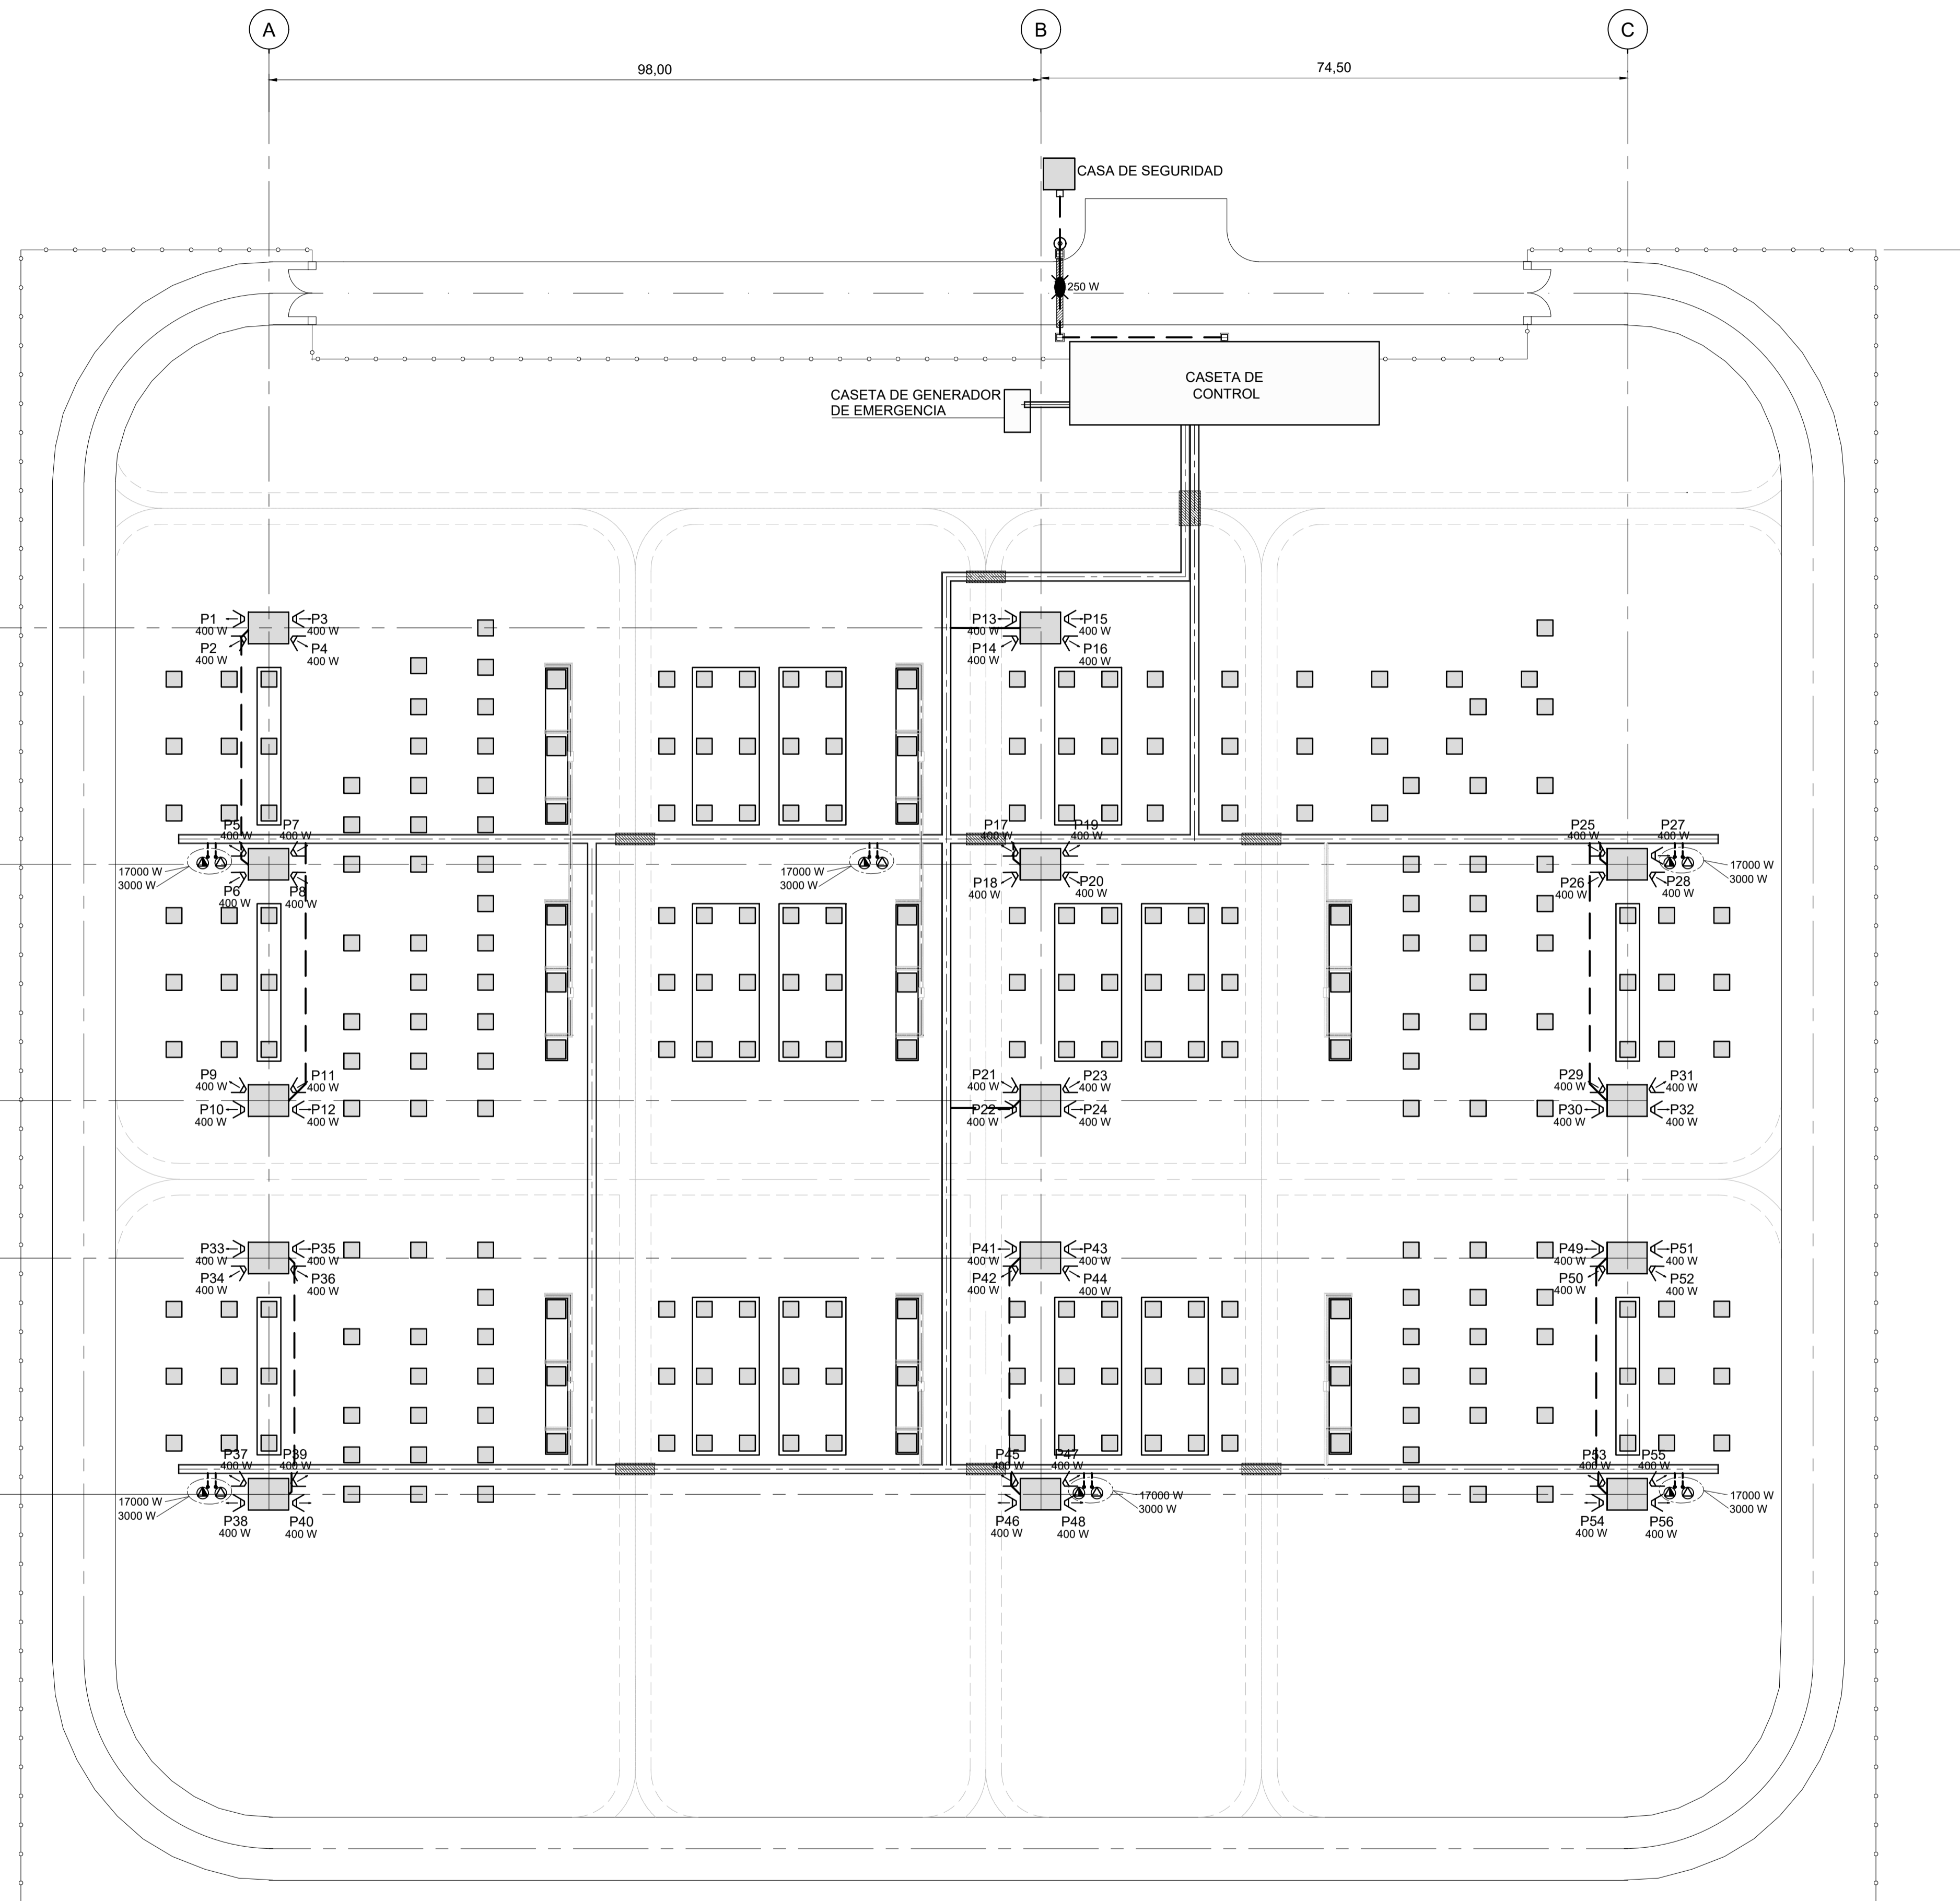 A
B
C
98,00
74,50
CASA DE SEGURIDAD
250 W
CASETA DE
CONTROL
CASETA DE GENERADOR
DE EMERGENCIA
P1
400 W
P2
400 W
P3
400 W
P4
400 W
P13
400 W
P14
400 W
P15
400 W
P16
400 W
P5
400 W
P7
400 W
P6
400 W
P8
400 W
17000 W
3000 W
17000 W
3000 W
P17
400 W
P19
400 W
P18
400 W
P20
400 W
P25
400 W
P27
400 W
P26
400 W
P28
400 W
17000 W
3000 W
P9
400 W
P11
400 W
P10
400 W
P12
400 W
P21
400 W
P23
400 W
P22
400 W
P24
400 W
P29
400 W
P31
400 W
P30
400 W
P32
400 W
P33
400 W
P35
400 W
P34
400 W
P36
400 W
P41
400 W
P43
400 W
P42
400 W
P44
400 W
P49
400 W
P51
400 W
P50
400 W
P52
400 W
P37
400 W
P39
400 W
P38
400 W
P40
400 W
17000 W
3000 W
P45
400 W
P47
400 W
P46
400 W
P48
400 W
17000 W
3000 W
P53
400 W
P55
400 W
P54
400 W
P56
400 W
17000 W
3000 W